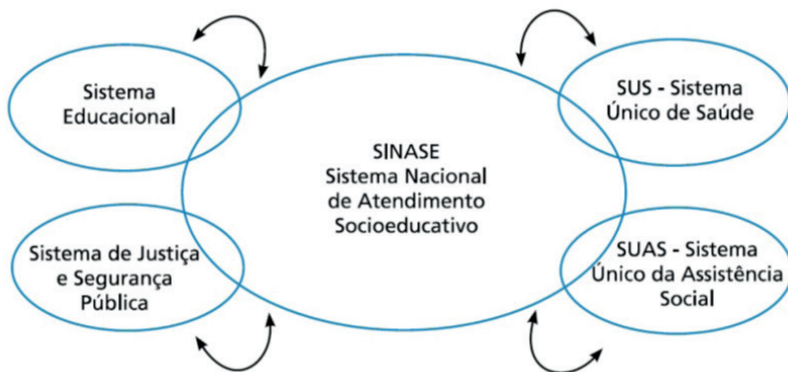 Sistema
Educacional
SUS - Sistema
Único de Saúde
SINASE
Sistema Nacional
de Atendimento
Socioeducativo
Sistema de Justiça
e Segurança
Pública
SUAS - Sistema
Único da Assistência
Social